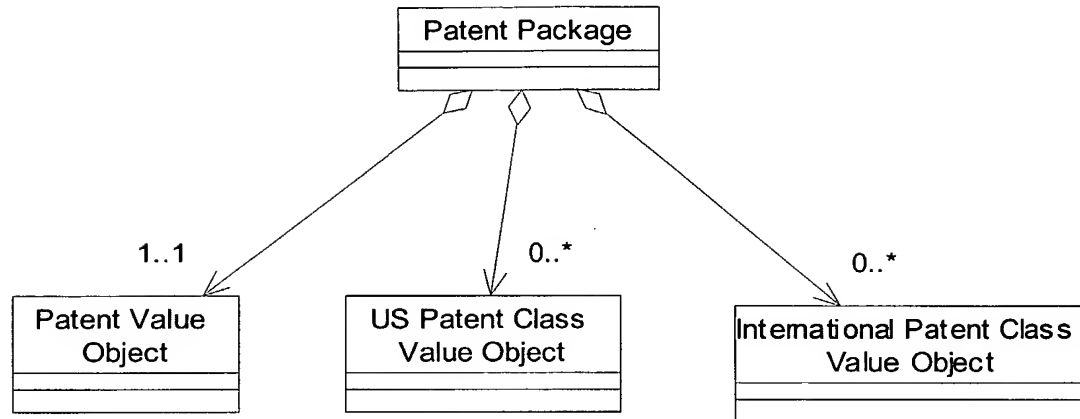 Patent Package
1..1
0..*
0..*
Patent Value
Object
US Patent Class
Value Object
International Patent Class
Value Object